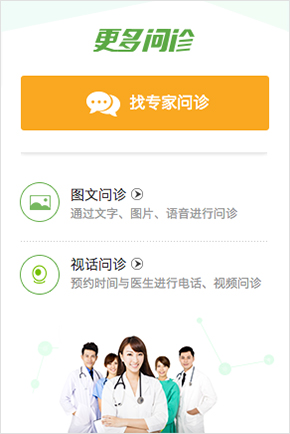 更多问诊
找专家问诊
图文问诊
通过文字、图片、语音进行问诊
视话问诊
预约时间与医生进行电话、视频问诊